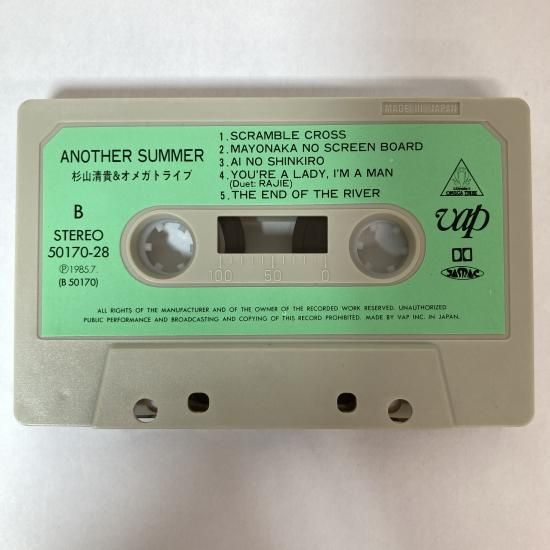 MADE IN JAPAN
ANOTHER SUMMER
杉山清貴&オメガトライブ
B
STEREO
50170-28
Ⓟ1985.7.
(B 50170)
1. SCRAMBLE CROSS
2. MAYONAKA NO SCREEN BOARD
3. AI NO SHINKIRO
4. YOU'RE A LADY, I'M A MAN
(Duet: RAJIE)
5. THE END OF THE RIVER
OMEGA TRIBE
vap
JASRAC
100 50 0
ALL RIGHTS OF THE MANUFACTURER AND OF THE OWNER OF THE RECORDED WORK RESERVED. UNAUTHORIZED
PUBLIC PERFORMANCE AND BROADCASTING AND COPYING OF THIS RECORD PROHIBITED. MADE BY VAP INC. IN JAPAN.